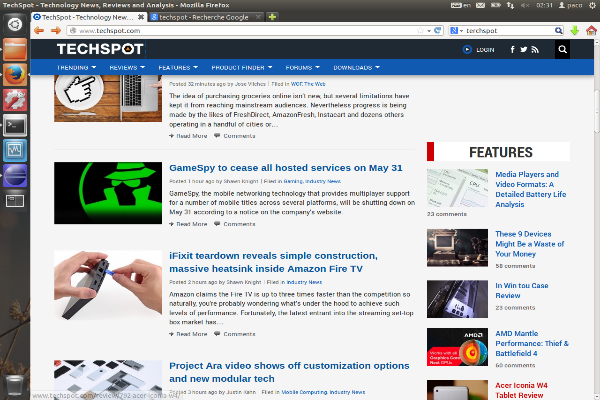 TechSpot - Technology News, Reviews and Analysis - Mozilla Firefox
en
02:31
paco
TechSpot - Technology News, ...
techspot - Recherche Google
www.techspot.com
terchspot
TECHSPOT
LOGIN
TRENDING
REVIEWS
FEATURES
PRODUCT FINDER
FORUMS
DOWNLOADS
Posted 32 minutes ago by Jose Vilches | Filed in WOF, The Web
The idea of purchasing groceries online isn't new, but several limitations have
kept it from reaching mainstream audiences. Nevertheless progress is being
made by the likes of FreshDirect, AmazonFresh, Instacart and dozens others
operating in a handful of cities or...
Read More
Comments
GameSpy to cease all hosted services on May 31
Posted 1 hour ago by Shawn Knight | Filed in Gaming, Industry News
GameSpy, the mobile networking technology that provides multiplayer support
for a number of mobile titles across several platforms, will be shutting down on
May 31 according to a notice on the company's website.
Read More
Comments
iFixit teardown reveals simple construction,
massive heatsink inside Amazon Fire TV
Posted 2 hours ago by Shawn Knight | Filed in Industry News
Amazon claims the Fire TV is up to three times faster than the competition so
naturally, you're probably wondering what's under the hood to achieve such
levels of performance. Fortunately, the latest entrant into the streaming set-top
box market has...
Read More
Comments
Project Ara video shows off customization options
and new modular tech
Posted 3 hours ago by Justin Kahn | Filed in Mobile Computing, Industry News
FEATURES
Media Players and
Video Formats: A
Detailed Battery Life
Analysis
23 comments
These 9 Devices
Might Be a Waste of
Your Money
58 comments
In Win tou Case
Review
23 comments
AMD
AMD Mantle
Performance: Thief &
Battlefield 4
60 comments
Acer Iconia W4
Tablet Review
www.techspot.com/review/792-acer-iconia-w4/